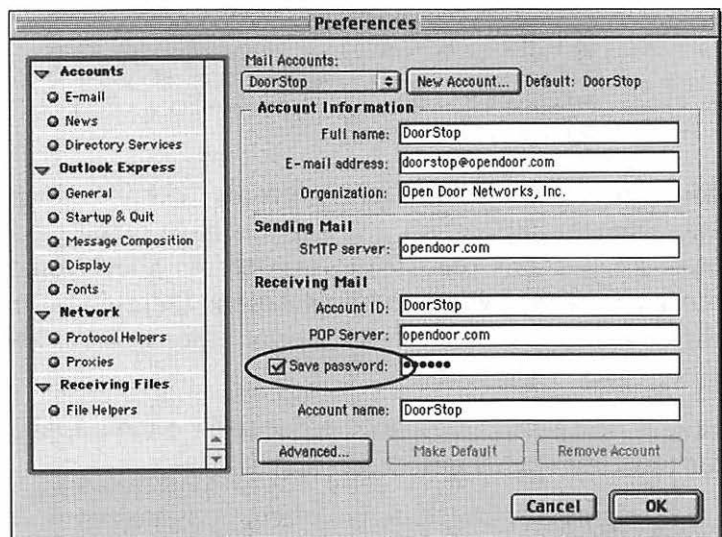 Preferences
Accounts
E-mail
News
Directory Services
Outlook Express
General
Startup & Quit
Message Composition
Display
Fonts
Network
Protocol Helpers
Proxies
Receiving Files
File Helpers
Mail Accounts:
DoorStop New Account... Default: DoorStop
Account Information
Full name: DoorStop
E-mail address: doorstop@opendoor.com
Organization: Open Door Networks, Inc.
Sending Mail
SMTP server: opendoor.com
Receiving Mail
Account ID: DoorStop
POP Server: opendoor.com
Save password: ••••••
Account name: DoorStop
Advanced... Make Default Remove Account
Cancel OK